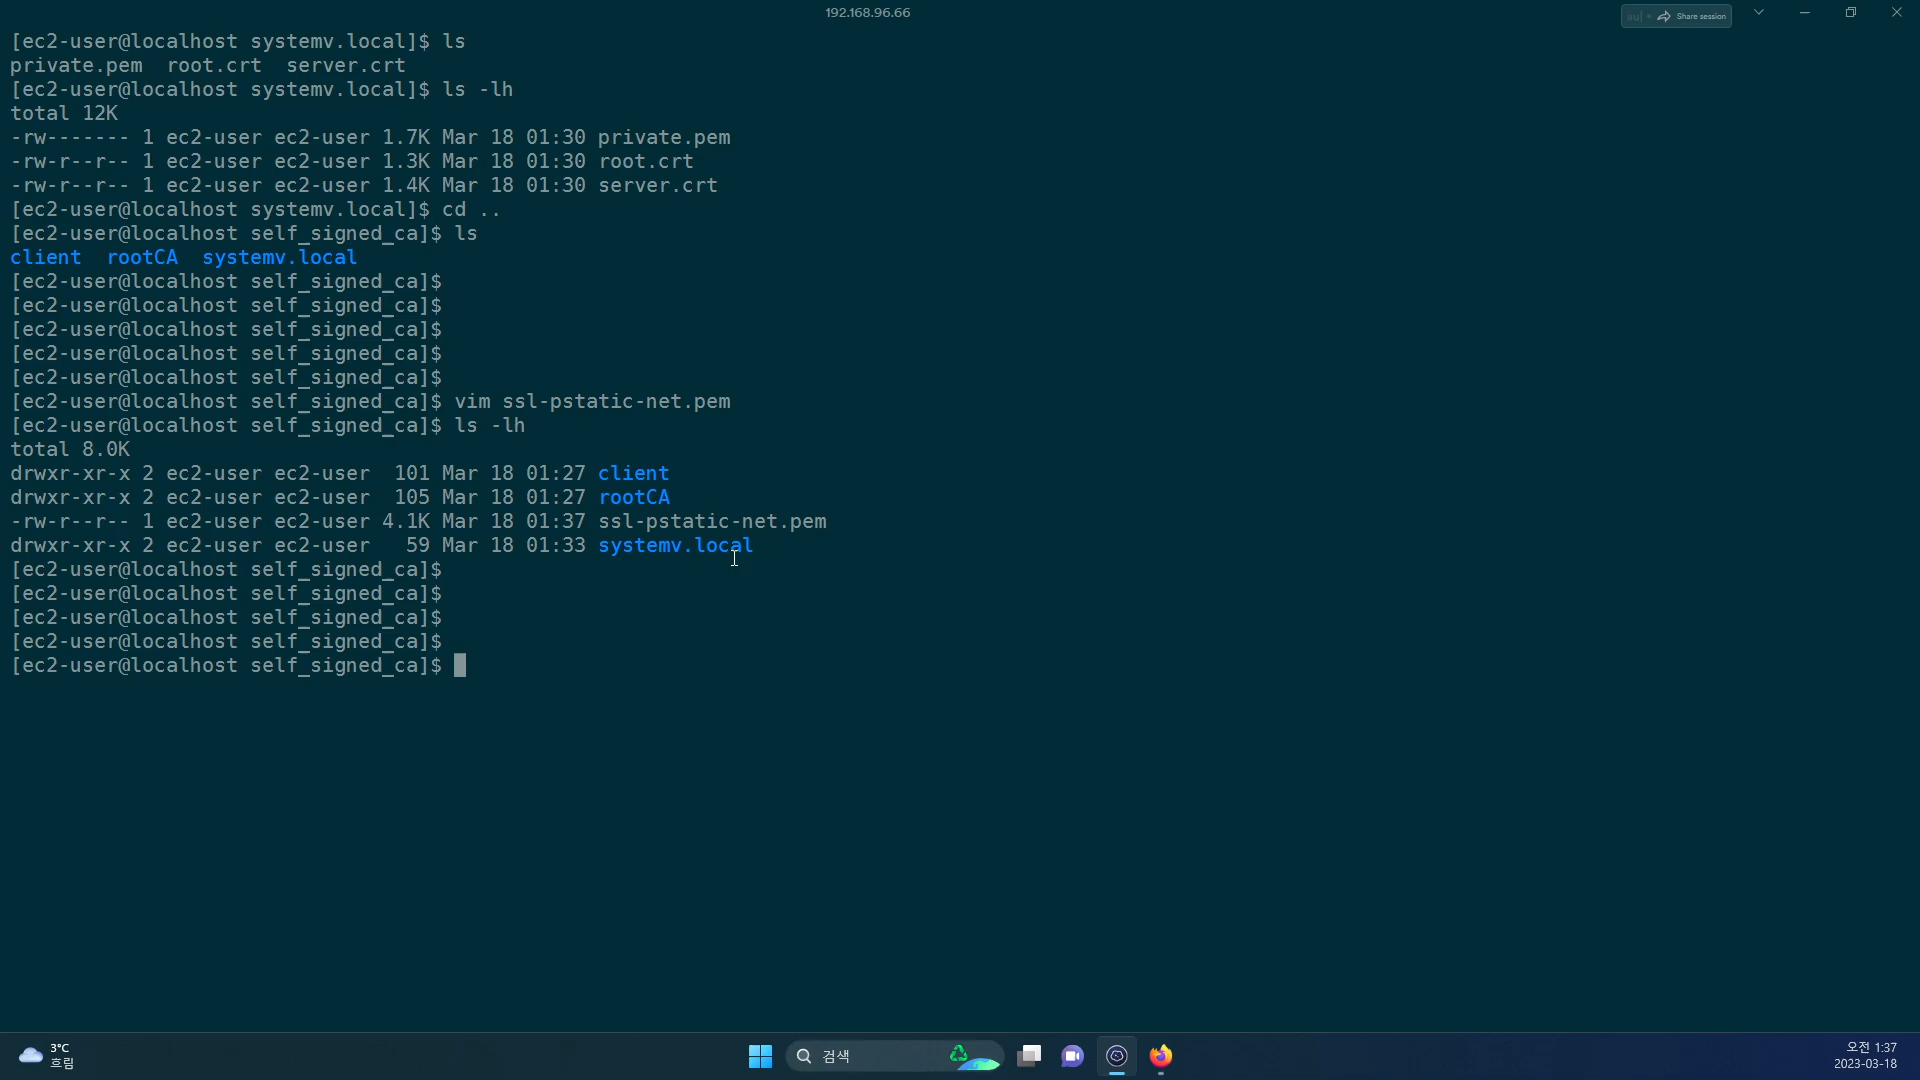 192.168.96.66
Share session
[ec2-user@localhost systemv.local]$ ls
private.pem  root.crt  server.crt
[ec2-user@localhost systemv.local]$ ls -lh
total 12K
-rw------- 1 ec2-user ec2-user 1.7K Mar 18 01:30 private.pem
-rw-r--r-- 1 ec2-user ec2-user 1.3K Mar 18 01:30 root.crt
-rw-r--r-- 1 ec2-user ec2-user 1.4K Mar 18 01:30 server.crt
[ec2-user@localhost systemv.local]$ cd ..
[ec2-user@localhost self_signed_ca]$ ls
client  rootCA  systemv.local
[ec2-user@localhost self_signed_ca]$
[ec2-user@localhost self_signed_ca]$
[ec2-user@localhost self_signed_ca]$
[ec2-user@localhost self_signed_ca]$
[ec2-user@localhost self_signed_ca]$
[ec2-user@localhost self_signed_ca]$ vim ssl-pstatic-net.pem
[ec2-user@localhost self_signed_ca]$ ls -lh
total 8.0K
drwxr-xr-x 2 ec2-user ec2-user  101 Mar 18 01:27 client
drwxr-xr-x 2 ec2-user ec2-user  105 Mar 18 01:27 rootCA
-rw-r--r-- 1 ec2-user ec2-user 4.1K Mar 18 01:37 ssl-pstatic-net.pem
drwxr-xr-x 2 ec2-user ec2-user   59 Mar 18 01:33 systemv.local
[ec2-user@localhost self_signed_ca]$
[ec2-user@localhost self_signed_ca]$
[ec2-user@localhost self_signed_ca]$
[ec2-user@localhost self_signed_ca]$
[ec2-user@localhost self_signed_ca]$
3°C
흐림
검색
오전 1:37
2023-03-18